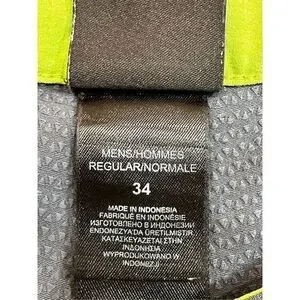 MENS/HOMMES
REGULAR/NORMALE
34
MADE IN INDONESIA
FABRIQUÉ EN INDONÉSIE
ИЗГОТОВЛЕНО В ИНДОНЕЗИИ
ENDONEZYA'DA ÜRETILMIŞTIR
ΚΑΤΑΣΚΕΥΑΖΕΤΑΙ ΣΤΗΝ
ΙΝΔΟΝΗΣΙΑ
WYPRODUKOWANO W
INDONEZJI